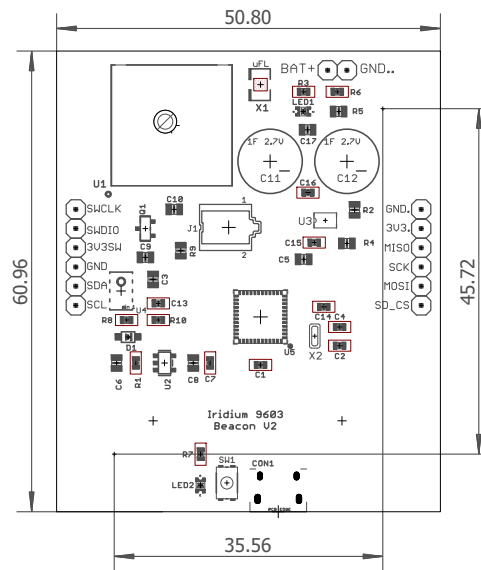 50.80
uFL
BAT+ GND..
R3
R6
LED1
X1
R5
C17
1F 2.7V
1F 2.7V
C11
C12
U1
C16
SWCLK
Q1
C10
1
R2
GND.
SWDIO
J1
U3
3V3.
3V3SW
C9
R9
2
C15
R4
MISO
GND
C5
SCK
SDA
C3
MOSI
SCL
U4
C13
C14
C4
SD_CS
R8
R10
D1
U5
X2
C2
C6
R1
U2
C8
C7
C1
Iridium 9603
Beacon V2
R7
SW1
CON1
LED2
PCB EDGE
35.56
60.96
45.72